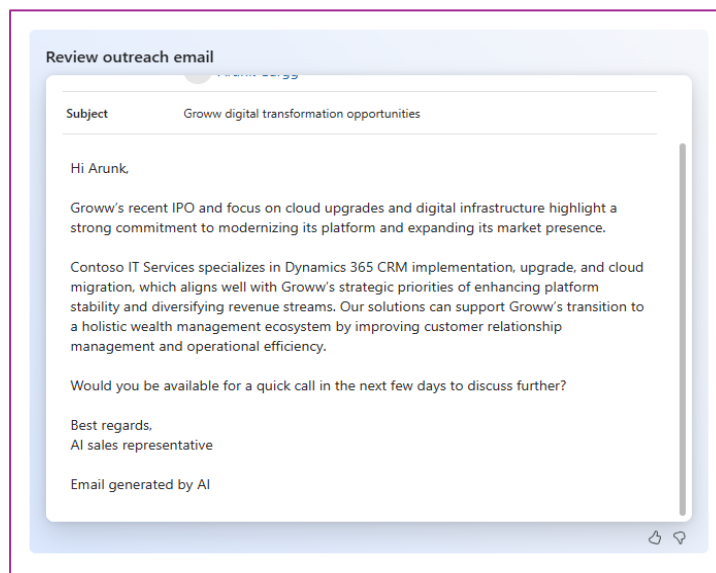 Review outreach email
Subject Groww digital transformation opportunities
Hi Arunk,
Groww's recent IPO and focus on cloud upgrades and digital infrastructure highlight a
strong commitment to modernizing its platform and expanding its market presence.
Contoso IT Services specializes in Dynamics 365 CRM implementation, upgrade, and cloud
migration, which aligns well with Groww's strategic priorities of enhancing platform
stability and diversifying revenue streams. Our solutions can support Groww's transition to
a holistic wealth management ecosystem by improving customer relationship
management and operational efficiency.
Would you be available for a quick call in the next few days to discuss further?
Best regards,
AI sales representative
Email generated by AI